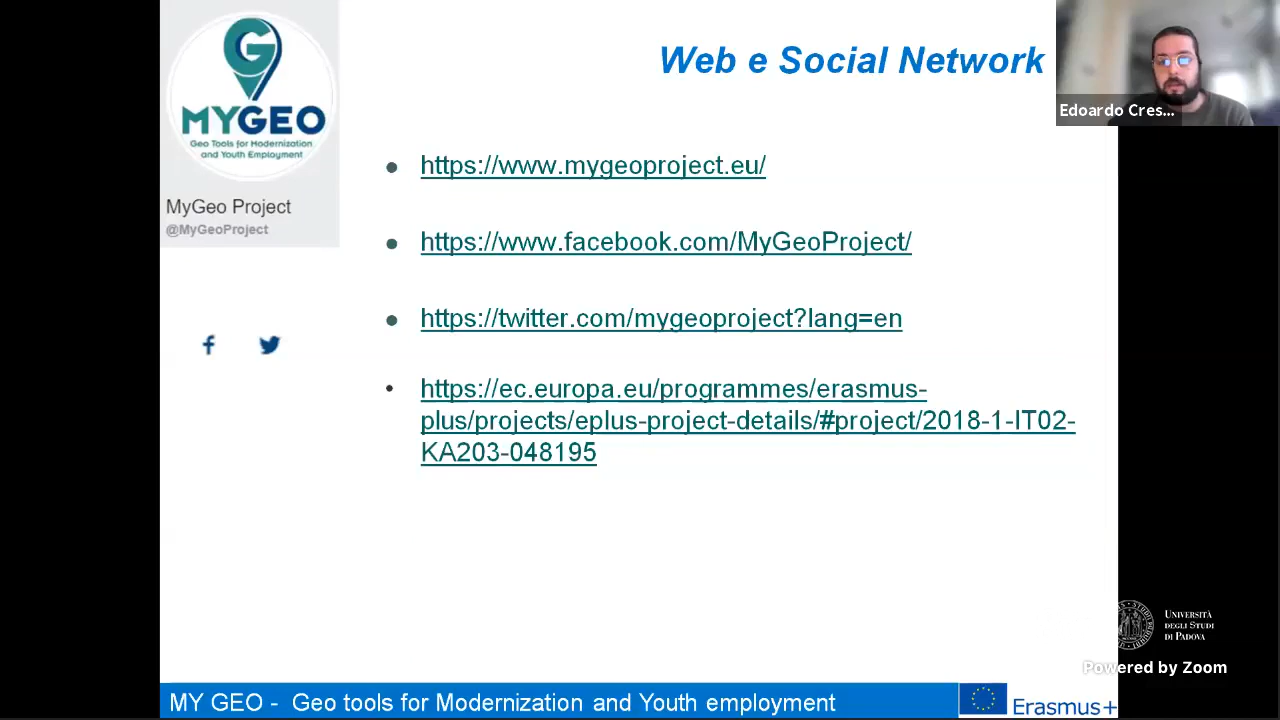 MYGEO
Geo Tools for Modernization
and Youth Employment
MyGeo Project
@MyGeoProject
Web e Social Network
Edoardo Cres...
https://www.mygeoproject.eu/
https://www.facebook.com/MyGeoProject/
https://twitter.com/mygeoproject?lang=en
https://ec.europa.eu/programmes/erasmus-
plus/projects/eplus-project-details/#project/2018-1-IT02-
KA203-048195
UNIVERSITÀ
DEGLI STUDI
DI PADOVA
Powered by Zoom
MY GEO - Geo tools for Modernization and Youth employment
Erasmus+